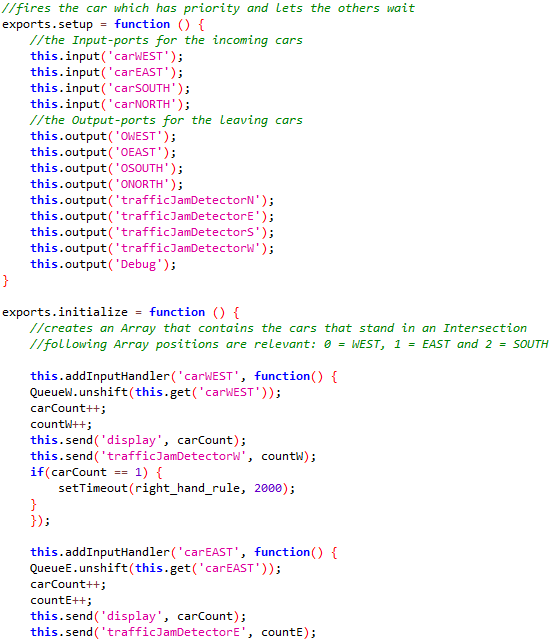 //fires the car which has priority and lets the others wait
exports.setup = function () {
    //the Input-ports for the incoming cars
    this.input('carWEST');
    this.input('carEAST');
    this.input('carSOUTH');
    this.input('carNORTH');
    //the Output-ports for the leaving cars
    this.output('OWEST');
    this.output('OEAST');
    this.output('OSOUTH');
    this.output('ONORTH');
    this.output('trafficJamDetectorN');
    this.output('trafficJamDetectorE');
    this.output('trafficJamDetectorS');
    this.output('trafficJamDetectorW');
    this.output('Debug');
}

exports.initialize = function () {
    //creates an Array that contains the cars that stand in an Intersection
    //following Array positions are relevant: 0 = WEST, 1 = EAST and 2 = SOUTH

    this.addInputHandler('carWEST', function() {
    QueueW.unshift(this.get('carWEST'));
    carCount++;
    countW++;
    this.send('display', carCount);
    this.send('trafficJamDetectorW', countW);
    if(carCount == 1) {
        setTimeout(right_hand_rule, 2000);
    }
    });

    this.addInputHandler('carEAST', function() {
    QueueE.unshift(this.get('carEAST'));
    carCount++;
    countE++;
    this.send('display', carCount);
    this.send('trafficJamDetectorE', countE);